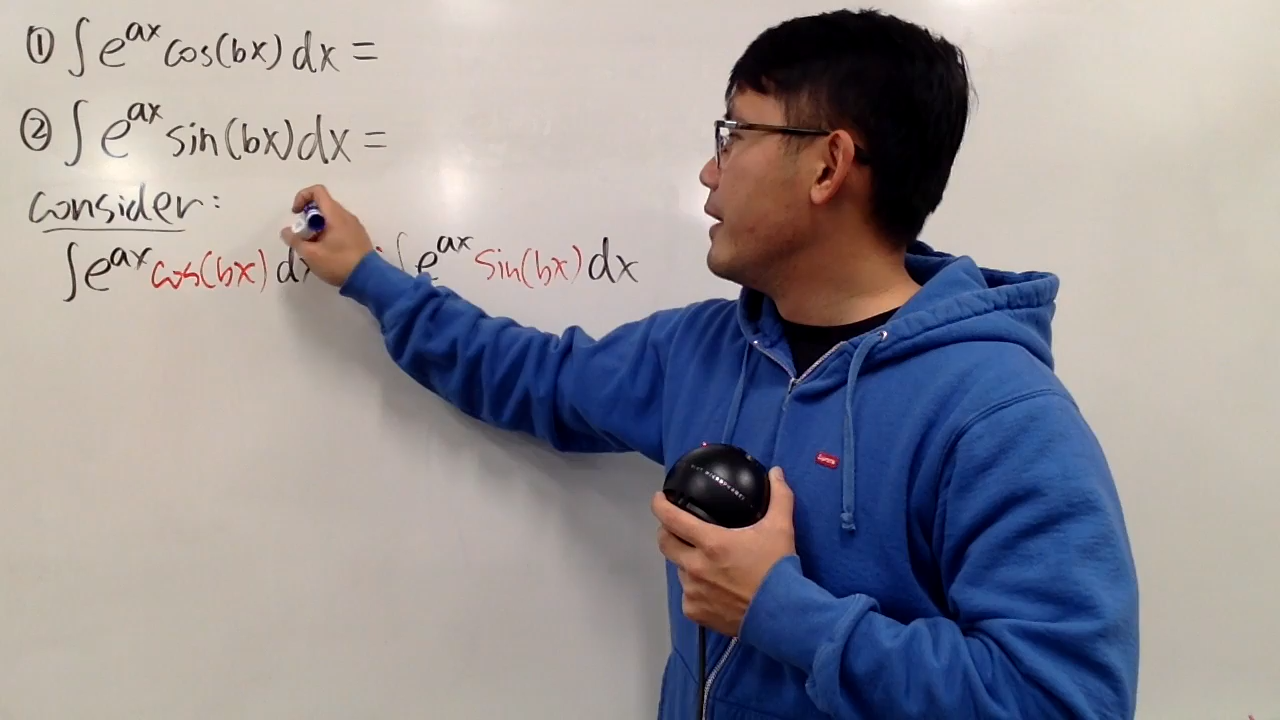 ① ∫ e^{ax} cos(bx) dx =
② ∫ e^{ax} sin(bx) dx =
consider:
∫ e^{ax} cos(bx) dx ∫ e^{ax} sin(bx) dx
Supreme